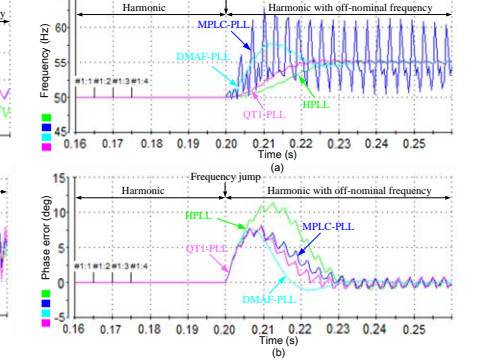 Harmonic
Harmonic with off-nominal frequency
MPLC-PLL
DMAF-PLL
HPLL
QT1-PLL
#1:1 #1:2 #1:3 #1:4
Frequency (Hz)
60
55
50
45
0.16 0.17 0.18 0.19 0.20 0.21 0.22 0.23 0.24 0.25
Time (s)
(a)
Frequency jump
Harmonic
Harmonic with off-nominal frequency
HPLL
MPLC-PLL
QT1-PLL
DMAF-PLL
#1:1 #1:2 #1:3 #1:4
Phase error (deg)
15
10
5
0
-5
0.16 0.17 0.18 0.19 0.20 0.21 0.22 0.23 0.24 0.25
Time (s)
(b)